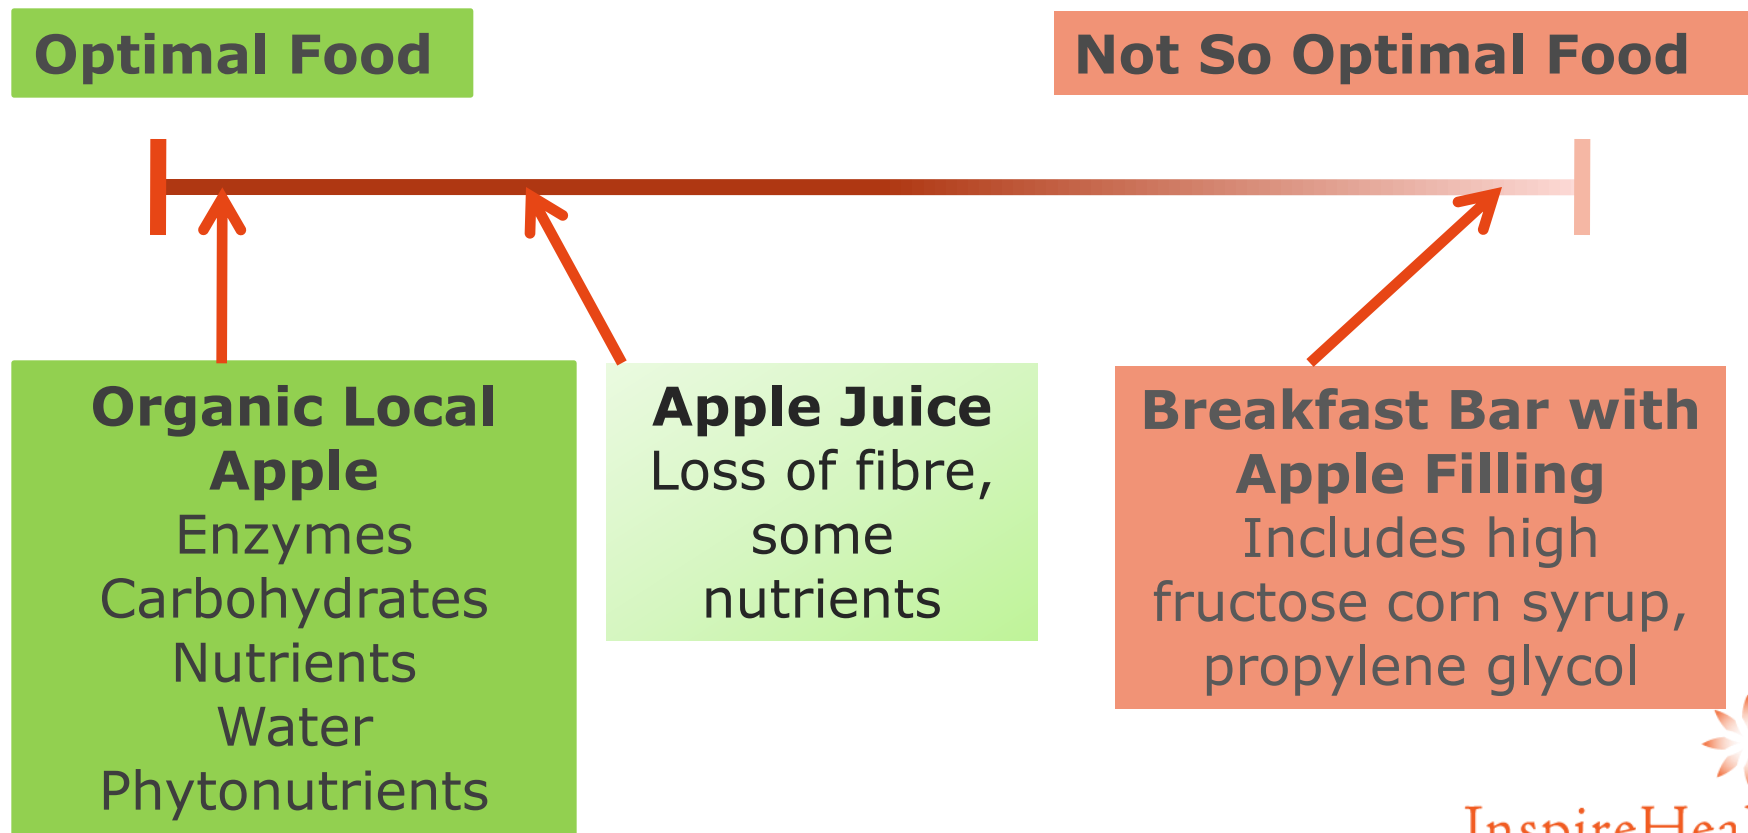 Optimal Food
Not So Optimal Food
Organic Local
Apple
Enzymes
Carbohydrates
Nutrients
Water
Phytonutrients
Apple Juice
Loss of fibre,
some
nutrients
Breakfast Bar with
Apple Filling
Includes high
fructose corn syrup,
propylene glycol
InspireHea